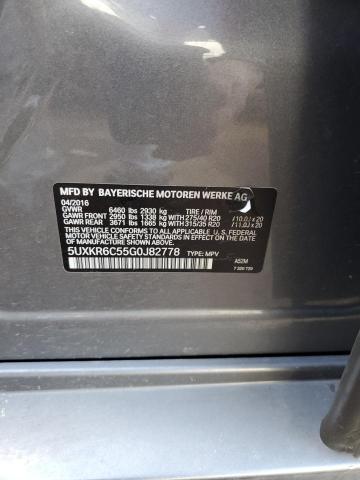 MFD BY BAYERISCHE MOTOREN WERKE AG
04/2016
GVWR 6460 lbs 2930 kg TIRE / RIM
GAWR FRONT 2950 lbs 1338 kg WITH 275/40 R20 /10.0J x 20
GAWR REAR 3671 lbs 1665 kg WITH 315/35 R20 /11.0J x 20
THIS VEHICLE CONFORMS TO ALL APPLICABLE
U.S. FEDERAL MOTOR VEHICLE SAFETY STANDARDS
IN EFFECT ON THE DATE OF MANUFACTURE
SHOWN ABOVE.
5UXKR6C55G0J82778 TYPE: MPV
A52M